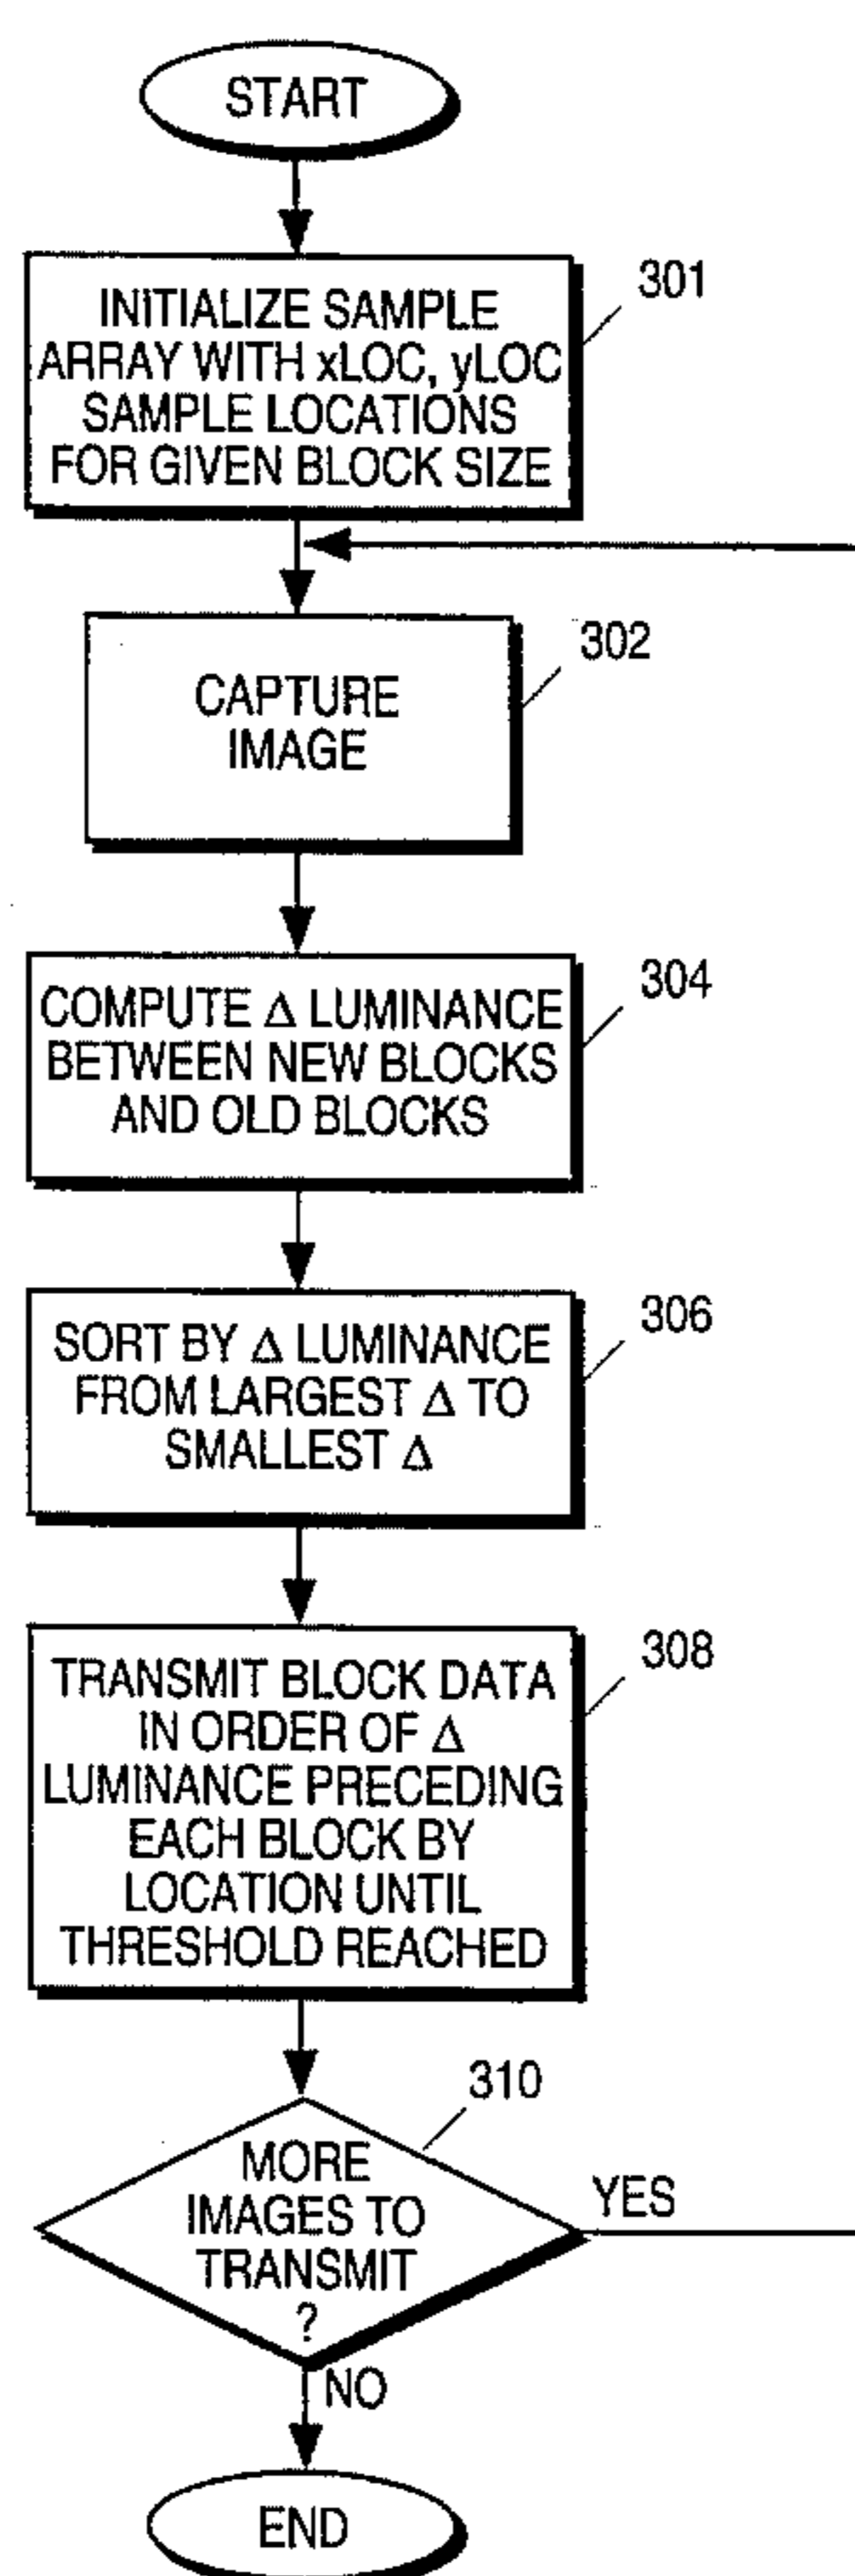 START
301
INITIALIZE SAMPLE
ARRAY WITH xLOC, yLOC
SAMPLE LOCATIONS
FOR GIVEN BLOCK SIZE
302
CAPTURE
IMAGE
304
COMPUTE Δ LUMINANCE
BETWEEN NEW BLOCKS
AND OLD BLOCKS
306
SORT BY Δ LUMINANCE
FROM LARGEST Δ TO
SMALLEST Δ
308
TRANSMIT BLOCK DATA
IN ORDER OF Δ
LUMINANCE PRECEDING
EACH BLOCK BY
LOCATION UNTIL
THRESHOLD REACHED
310
MORE
IMAGES TO
TRANSMIT
?
YES
NO
END